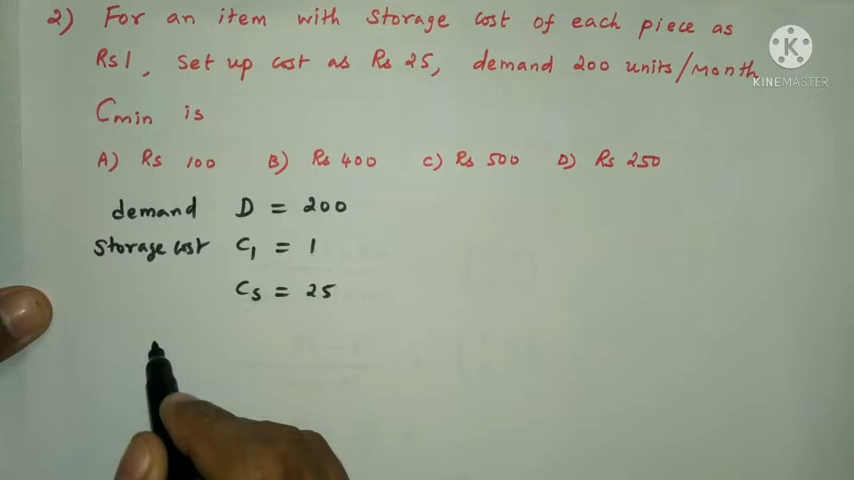 2) For an item with storage cost of each piece as
Rs1, Set up cost as Rs 25, demand 200 units/Month
Cmin is
A) Rs 100 B) Rs 400 C) Rs 500 D) Rs 250
demand D = 200
Storage cost C1 = 1
Cs = 25
K
KINEMASTER